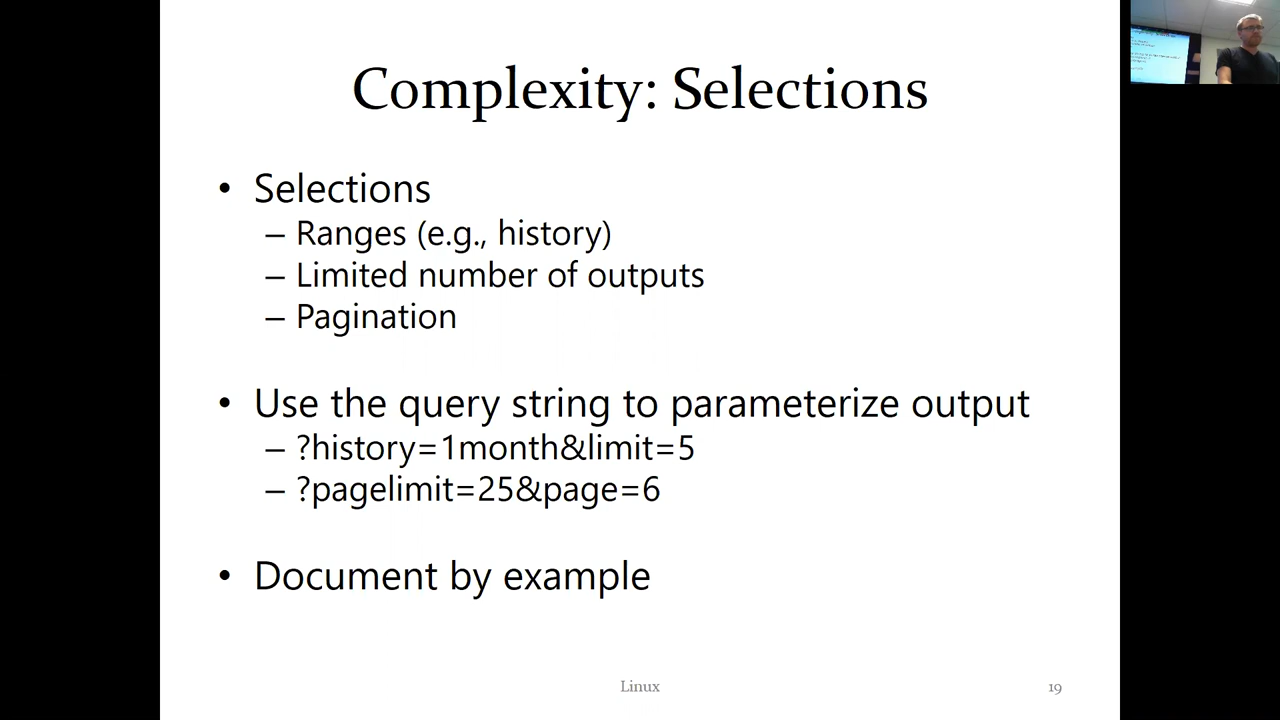 Complexity: Selections
• Selections
– Ranges (e.g., history)
– Limited number of outputs
– Pagination
• Use the query string to parameterize output
– ?history=1month&limit=5
– ?pagelimit=25&page=6
• Document by example
Linux
19